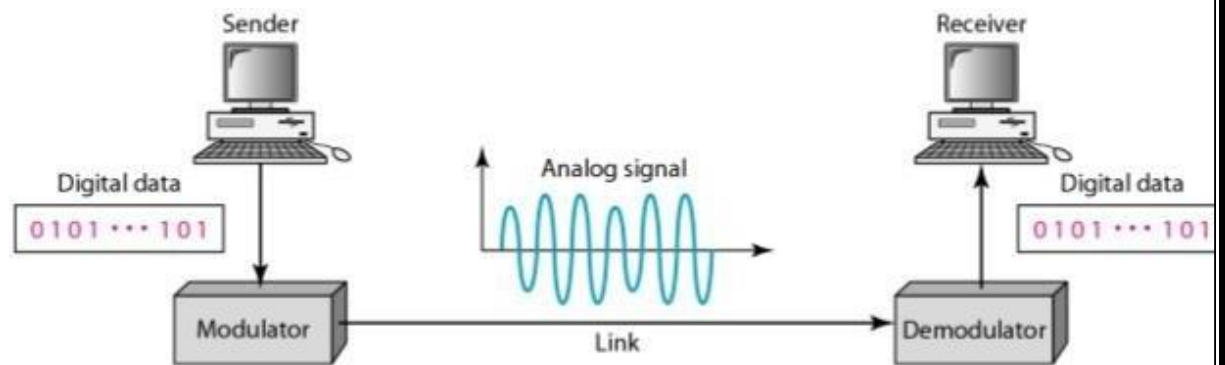 Sender
Receiver
Analog signal
Digital data
Digital data
0101 ··· 101
0101 ··· 101
Modulator
Link
Demodulator